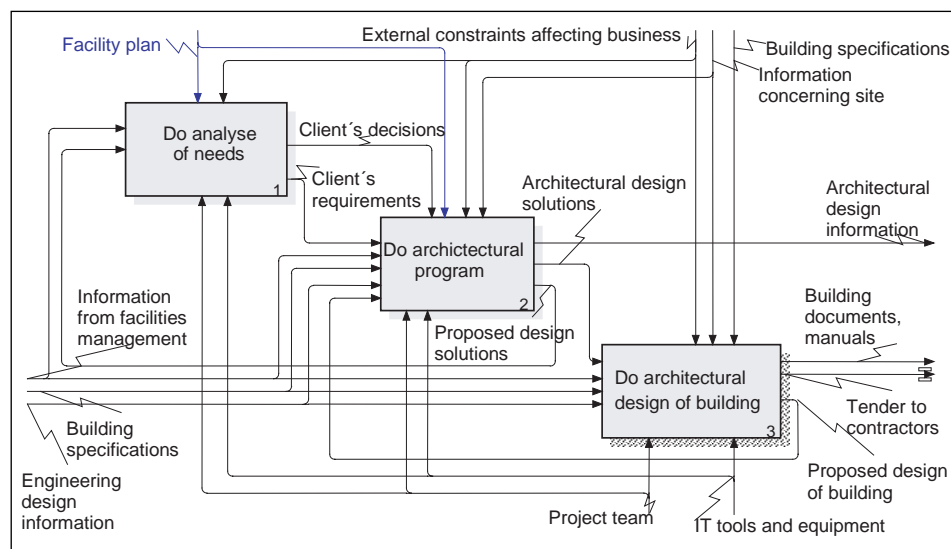 Facility plan
External constraints affecting business
Building specifications
Information
concerning site
Do analyse
of needs
1
Client´s decisions
Client´s
requirements
Architectural design
solutions
Architectural
design
information
Do archictectural
program
2
Information
from facilities
management
Proposed design
solutions
Building
documents,
manuals
Do architectural
design of building
3
Building
specifications
Tender to
contractors
Engineering
design
information
Proposed design
of building
Project team
IT tools and equipment